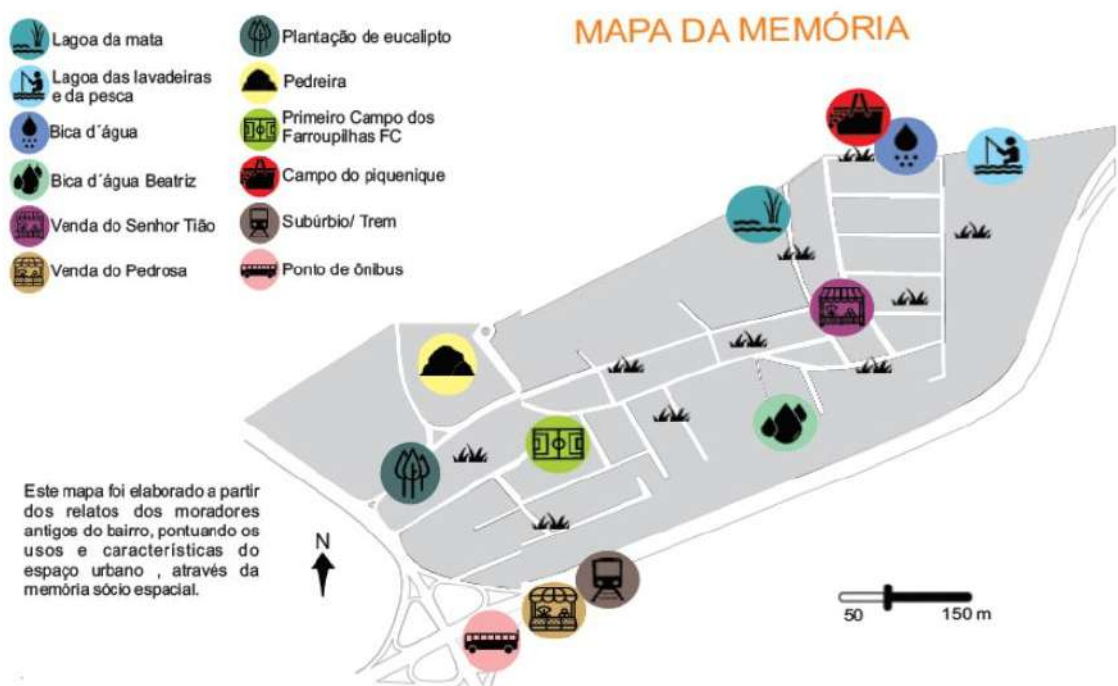 MAPA DA MEMÓRIA
Lagoa da mata
Lagoa das lavadeiras
e da pesca
Bica d´água
Bica d´água Beatriz
Venda do Senhor Tião
Venda do Pedrosa
Plantação de eucalipto
Pedreira
Primeiro Campo dos
Farroupilhas FC
Campo do piquenique
Subúrbio/ Trem
Ponto de ônibus
Este mapa foi elaborado a partir
dos relatos dos moradores
antigos do bairro, pontuando os
usos e características do
espaço urbano , através da
memória sócio espacial.
N
50 150 m